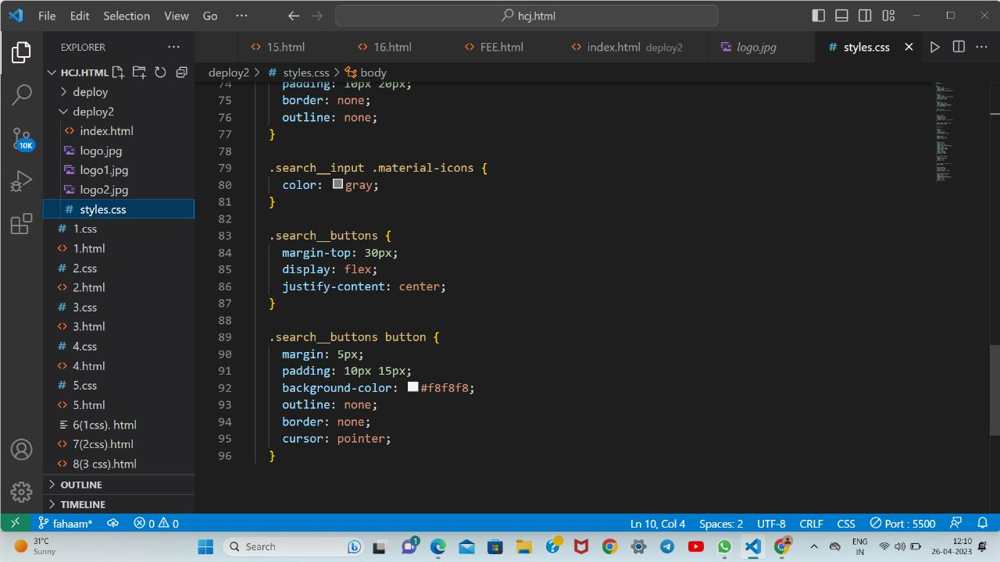 File Edit Selection View Go ··· hcj.html
EXPLORER ···
15.html 16.html FEE.html index.html deploy2 logo.jpg # styles.css ···
HCJ.HTML
deploy2 > # styles.css > body
deploy
deploy2
index.html
logo.jpg
logo1.jpg
logo2.jpg
# styles.css
# 1.css
1.html
# 2.css
2.html
# 3.css
3.html
# 4.css
4.html
# 5.css
5.html
6(1css). html
7(2css).html
8(3 css).html
OUTLINE
TIMELINE
74 padding: 10px 20px;
75 border: none;
76 outline: none;
77 }
78
79 .search__input .material-icons {
80 color: gray;
81 }
82
83 .search__buttons {
84 margin-top: 30px;
85 display: flex;
86 justify-content: center;
87 }
88
89 .search__buttons button {
90 margin: 5px;
91 padding: 10px 15px;
92 background-color: #f8f8f8;
93 outline: none;
94 border: none;
95 cursor: pointer;
96 }
10K
fahaam* 0 0 Ln 10, Col 4 Spaces: 2 UTF-8 CRLF CSS Port : 5500
31°C
Sunny
Search
1
ENG
IN
12:10
26-04-2023